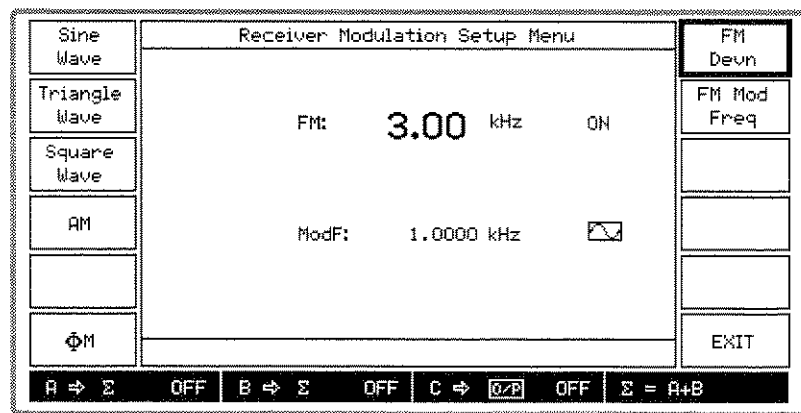 Sine
Wave
Triangle
Wave
Square
Wave
AM
ΦM
Receiver Modulation Setup Menu
FM: 3.00 kHz ON
ModF: 1.0000 kHz
FM
Devn
FM Mod
Freq
EXIT
A ⇨ Σ OFF B ⇨ Σ OFF C ⇨ O/P OFF Σ = A+B